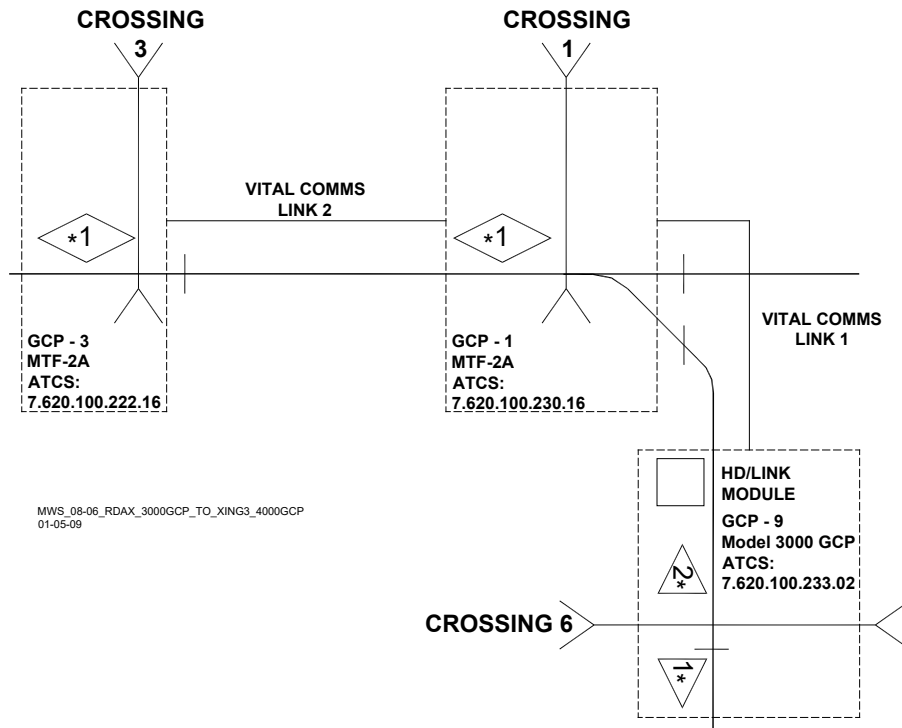 CROSSING
3
CROSSING
1
VITAL COMMS
LINK 2
*1
*1
GCP - 3
MTF-2A
ATCS:
7.620.100.222.16
GCP - 1
MTF-2A
ATCS:
7.620.100.230.16
VITAL COMMS
LINK 1
HD/LINK
MODULE
GCP - 9
Model 3000 GCP
ATCS:
7.620.100.233.02
MWS_08-06_RDAX_3000GCP_TO_XING3_4000GCP
01-05-09
2*
CROSSING 6
1*